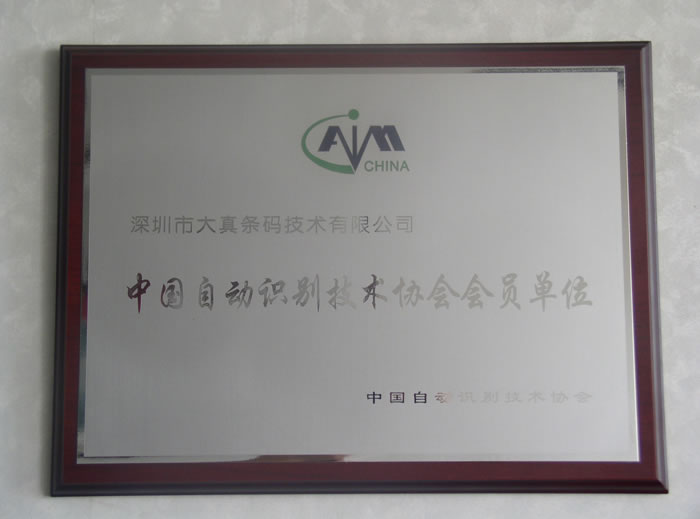 AIM
CHINA
深圳市大真条码技术有限公司
中国自动识别技术协会会员单位
中国自动识别技术协会